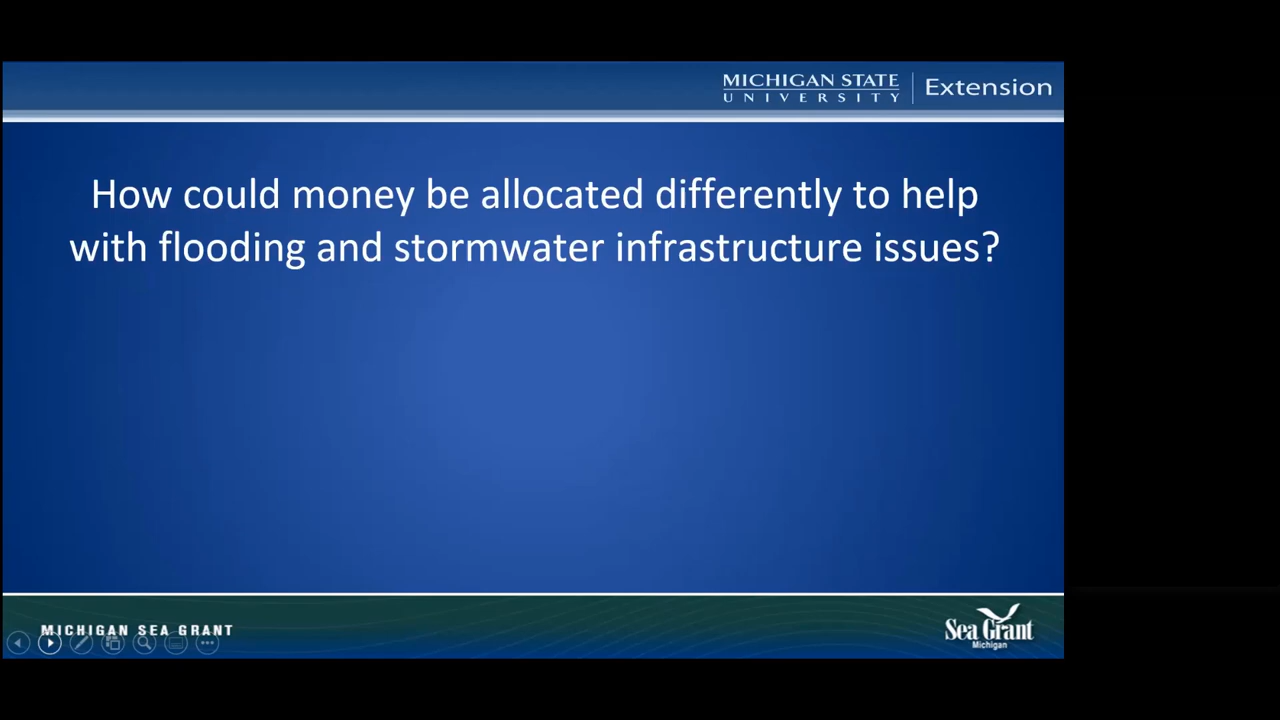 MICHIGAN STATE
UNIVERSITY
Extension
How could money be allocated differently to help
with flooding and stormwater infrastructure issues?
MICHIGAN SEA GRANT
Sea Grant
Michigan